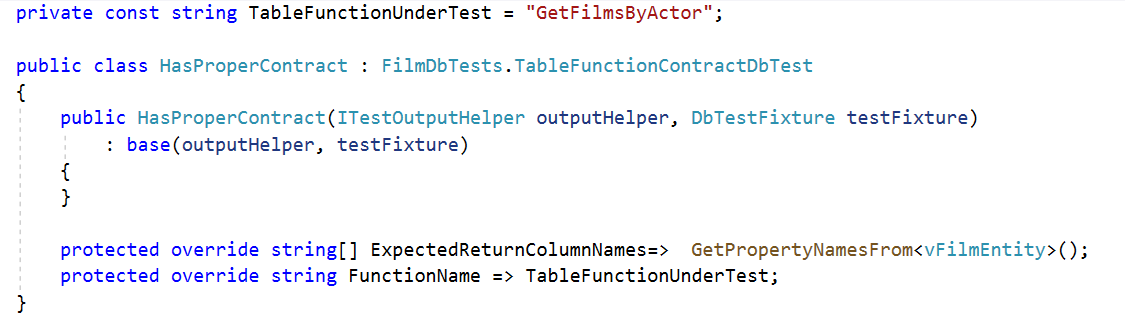 private const string TableFunctionUnderTest = "GetFilmsByActor";
public class HasProperContract : FilmDbTests.TableFunctionContractDbTest
{
public HasProperContract(ITestOutputHelper outputHelper, DbTestFixture testFixture)
: base(outputHelper, testFixture)
{
}
protected override string[] ExpectedReturnColumnNames=>  GetPropertyNamesFrom<vFilmEntity>();
protected override string FunctionName => TableFunctionUnderTest;
}